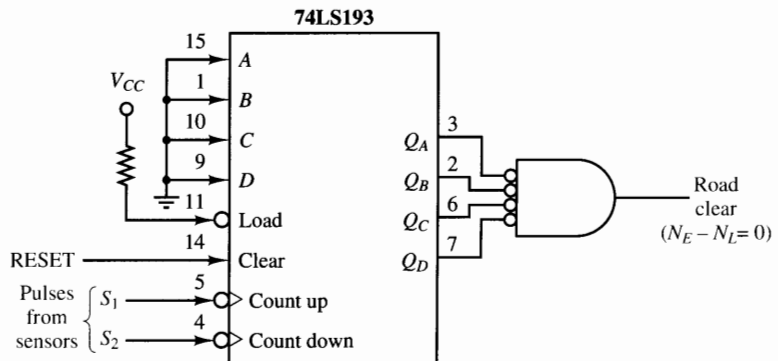 74LS193
15
A
V_CC
1
B
10
C
9
D
11
Load
14
RESET
Clear
5
Pulses from sensors
S_1
Count up
4
S_2
Count down
Q_A
3
Q_B
2
Q_C
6
Q_D
7
Road
clear
(N_E – N_L = 0)